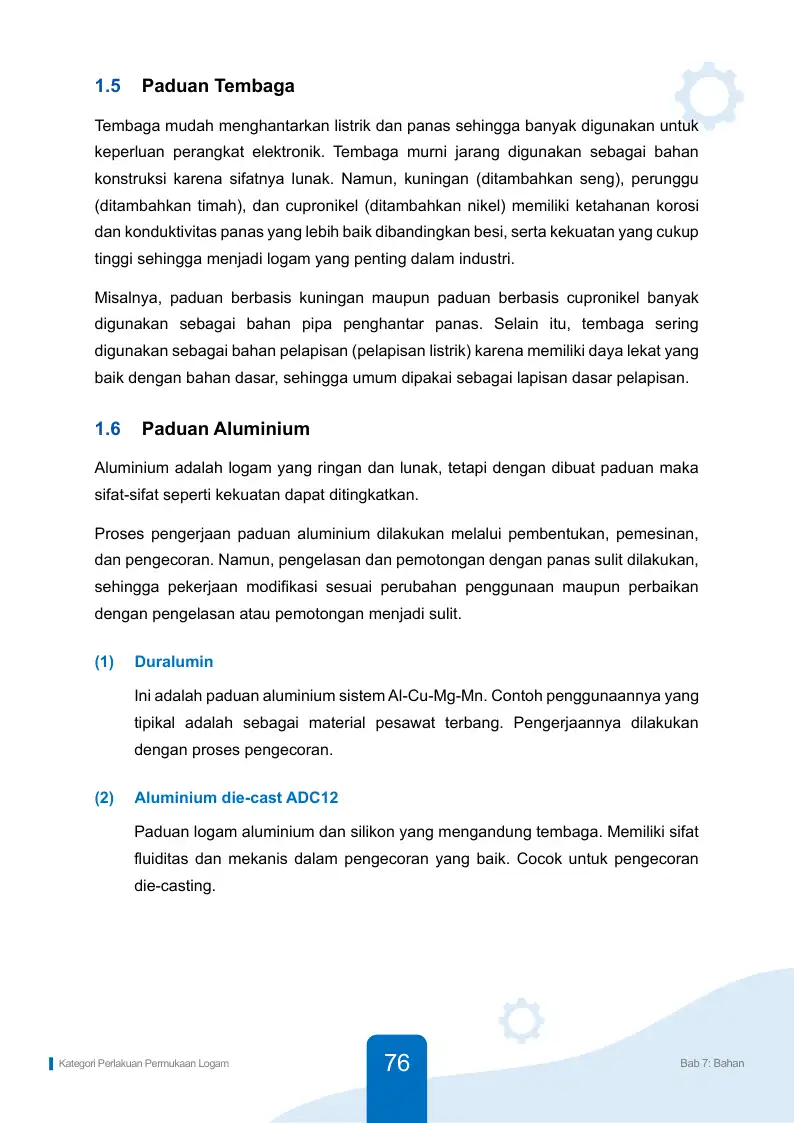 1.5 Paduan Tembaga
Tembaga mudah menghantarkan listrik dan panas sehingga banyak digunakan untuk
keperluan perangkat elektronik. Tembaga murni jarang digunakan sebagai bahan
konstruksi karena sifatnya lunak. Namun, kuningan (ditambahkan seng), perunggu
(ditambahkan timah), dan cupronikel (ditambahkan nikel) memiliki ketahanan korosi
dan konduktivitas panas yang lebih baik dibandingkan besi, serta kekuatan yang cukup
tinggi sehingga menjadi logam yang penting dalam industri.
Misalnya, paduan berbasis kuningan maupun paduan berbasis cupronikel banyak
digunakan sebagai bahan pipa penghantar panas. Selain itu, tembaga sering
digunakan sebagai bahan pelapisan (pelapisan listrik) karena memiliki daya lekat yang
baik dengan bahan dasar, sehingga umum dipakai sebagai lapisan dasar pelapisan.
1.6 Paduan Aluminium
Aluminium adalah logam yang ringan dan lunak, tetapi dengan dibuat paduan maka
sifat-sifat seperti kekuatan dapat ditingkatkan.
Proses pengerjaan paduan aluminium dilakukan melalui pembentukan, pemesinan,
dan pengecoran. Namun, pengelasan dan pemotongan dengan panas sulit dilakukan,
sehingga pekerjaan modifikasi sesuai perubahan penggunaan maupun perbaikan
dengan pengelasan atau pemotongan menjadi sulit.
(1) Duralumin
Ini adalah paduan aluminium sistem Al-Cu-Mg-Mn. Contoh penggunaannya yang
tipikal adalah sebagai material pesawat terbang. Pengerjaannya dilakukan
dengan proses pengecoran.
(2) Aluminium die-cast ADC12
Paduan logam aluminium dan silikon yang mengandung tembaga. Memiliki sifat
fluiditas dan mekanis dalam pengecoran yang baik. Cocok untuk pengecoran
die-casting.
Kategori Perlakuan Permukaan Logam
76
Bab 7: Bahan